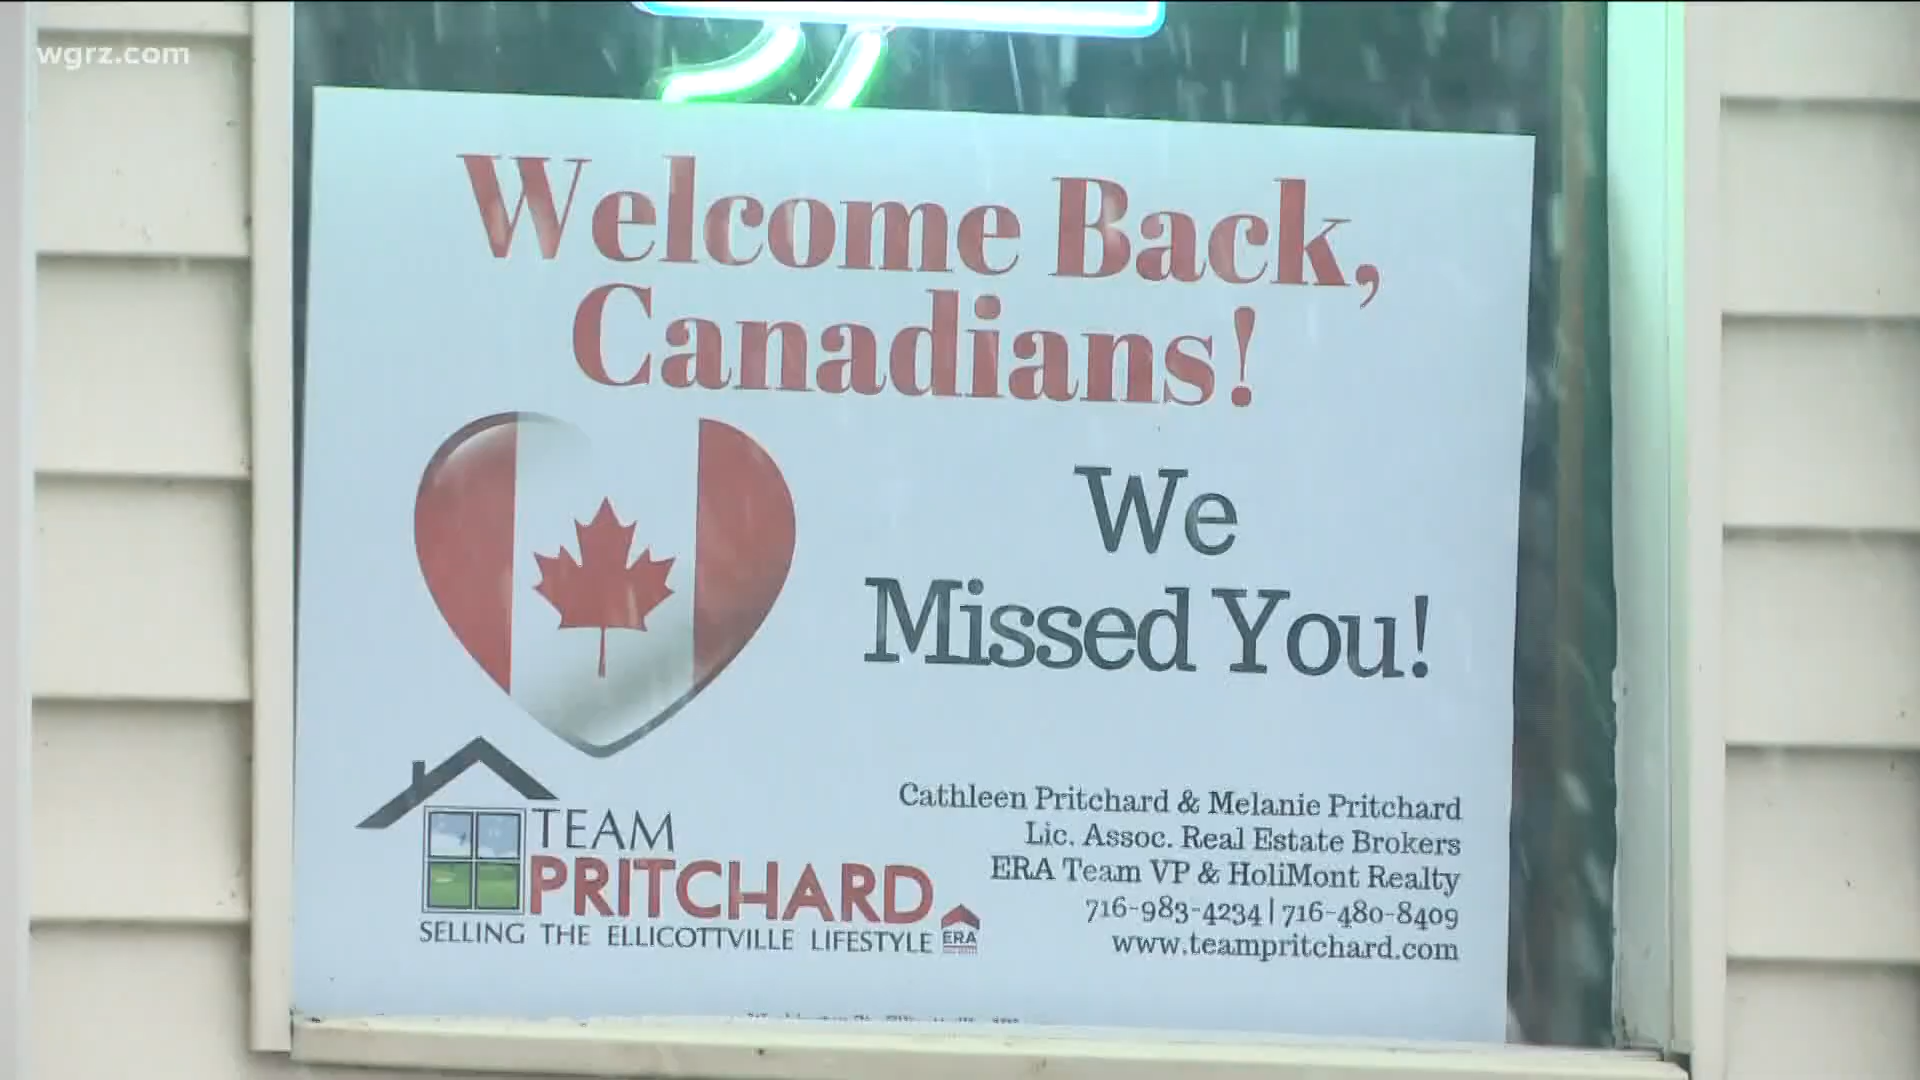 wgrz.com
Welcome Back,
Canadians!
We
Missed You!
TEAM
PRITCHARD
SELLING THE ELLICOTTVILLE LIFESTYLE
ERA
Cathleen Pritchard & Melanie Pritchard
Lic. Assoc. Real Estate Brokers
ERA Team VP & HoliMont Realty
716-983-4234 | 716-480-8409
www.teampritchard.com